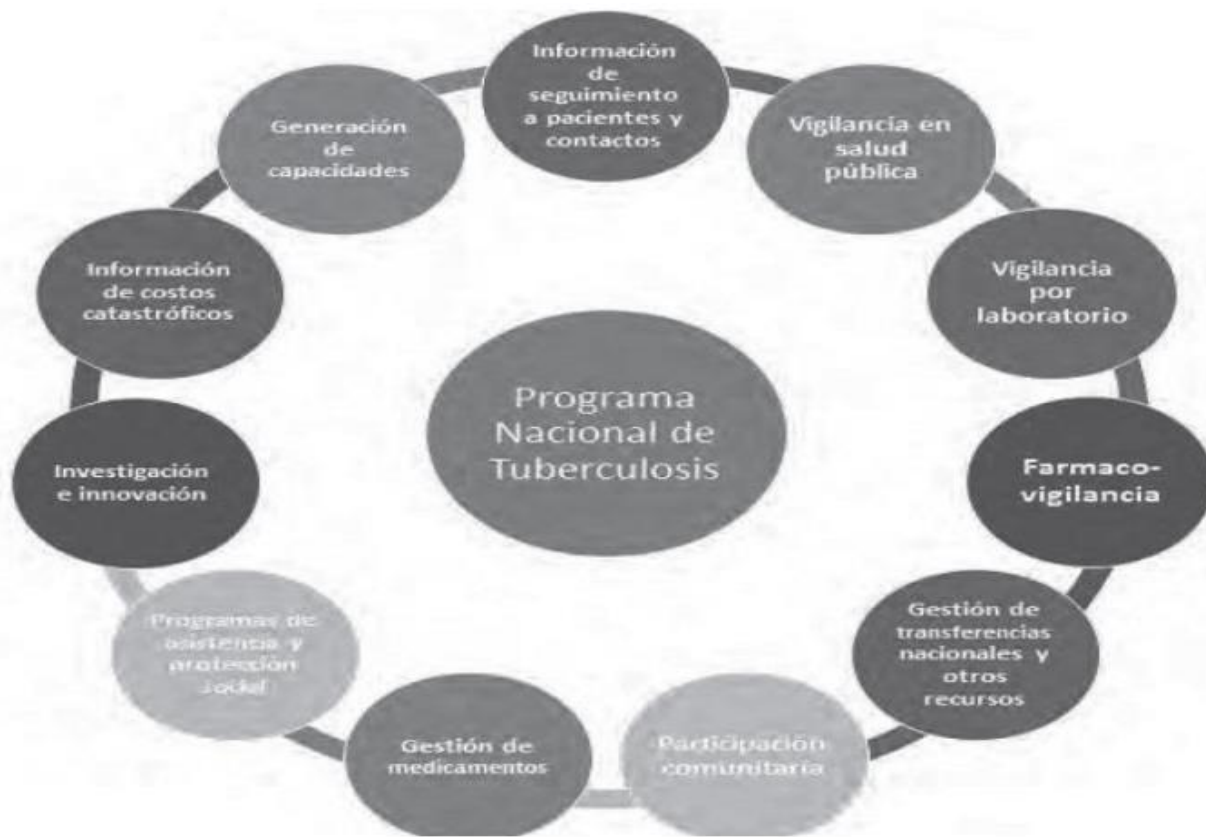 Información
de
seguimiento
a pacientes y
contactos
Vigilancia en
salud
pública
Vigilancia
por
laboratorio
Farmaco-
vigilancia
Gestión de
transferencias
nacionales y
otros
recursos
Participación
comunitaria
Gestión de
medicamentos
Programas de
asistencia y
protección
social
Investigación
e innovación
Información
de costos
catastróficos
Generación
de
capacidades
Programa
Nacional de
Tuberculosis